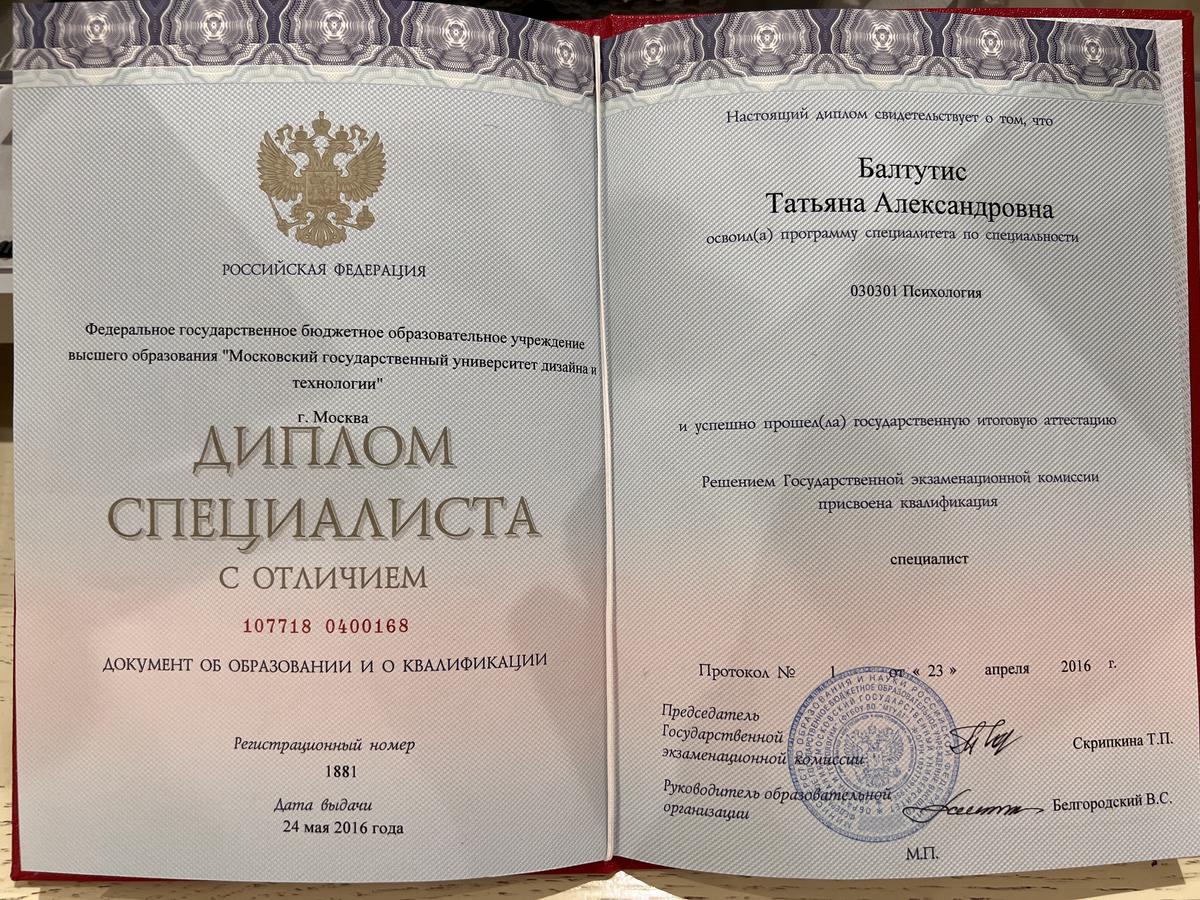 РОССИЙСКАЯ ФЕДЕРАЦИЯ
Федеральное государственное бюджетное образовательное учреждение
высшего образования "Московский государственный университет дизайна и
технологии"
г. Москва
ДИПЛОМ
СПЕЦИАЛИСТА
С ОТЛИЧИЕМ
107718 0400168
ДОКУМЕНТ ОБ ОБРАЗОВАНИИ И О КВАЛИФИКАЦИИ
Регистрационный номер
1881
Дата выдачи
24 мая 2016 года
Настоящий диплом свидетельствует о том, что
Балтутис
Татьяна Александровна
освоил(а) программу специалитета по специальности
030301 Психология
и успешно прошел(ла) государственную итоговую аттестацию
Решением Государственной экзаменационной комиссии
присвоена квалификация
специалист
Протокол № 1 от « 23 » апреля 2016 г.
Председатель
Государственной
экзаменационной комиссии
Скрипкина Т.П.
Руководитель образовательной
организации
Белгородский В.С.
М.П.